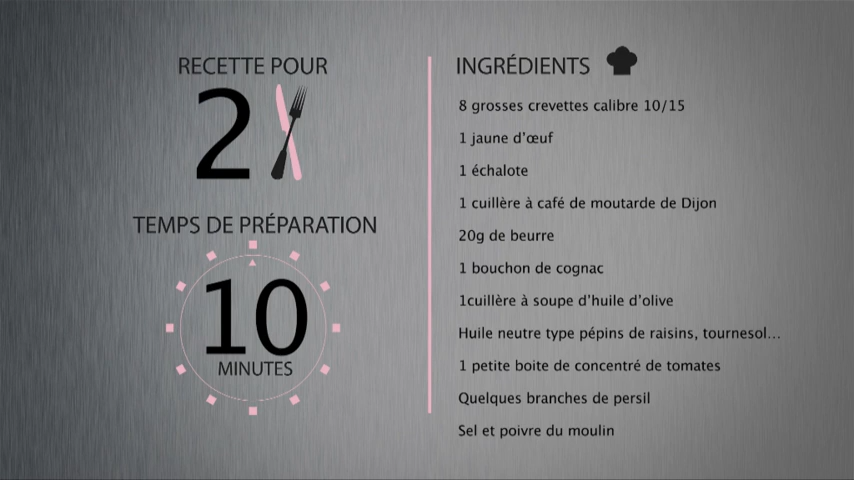 RECETTE POUR
2
TEMPS DE PRÉPARATION
10
MINUTES
INGRÉDIENTS
8 grosses crevettes calibre 10/15
1 jaune d'œuf
1 échalote
1 cuillère à café de moutarde de Dijon
20g de beurre
1 bouchon de cognac
1cuillère à soupe d'huile d'olive
Huile neutre type pépins de raisins, tournesol...
1 petite boite de concentré de tomates
Quelques branches de persil
Sel et poivre du moulin